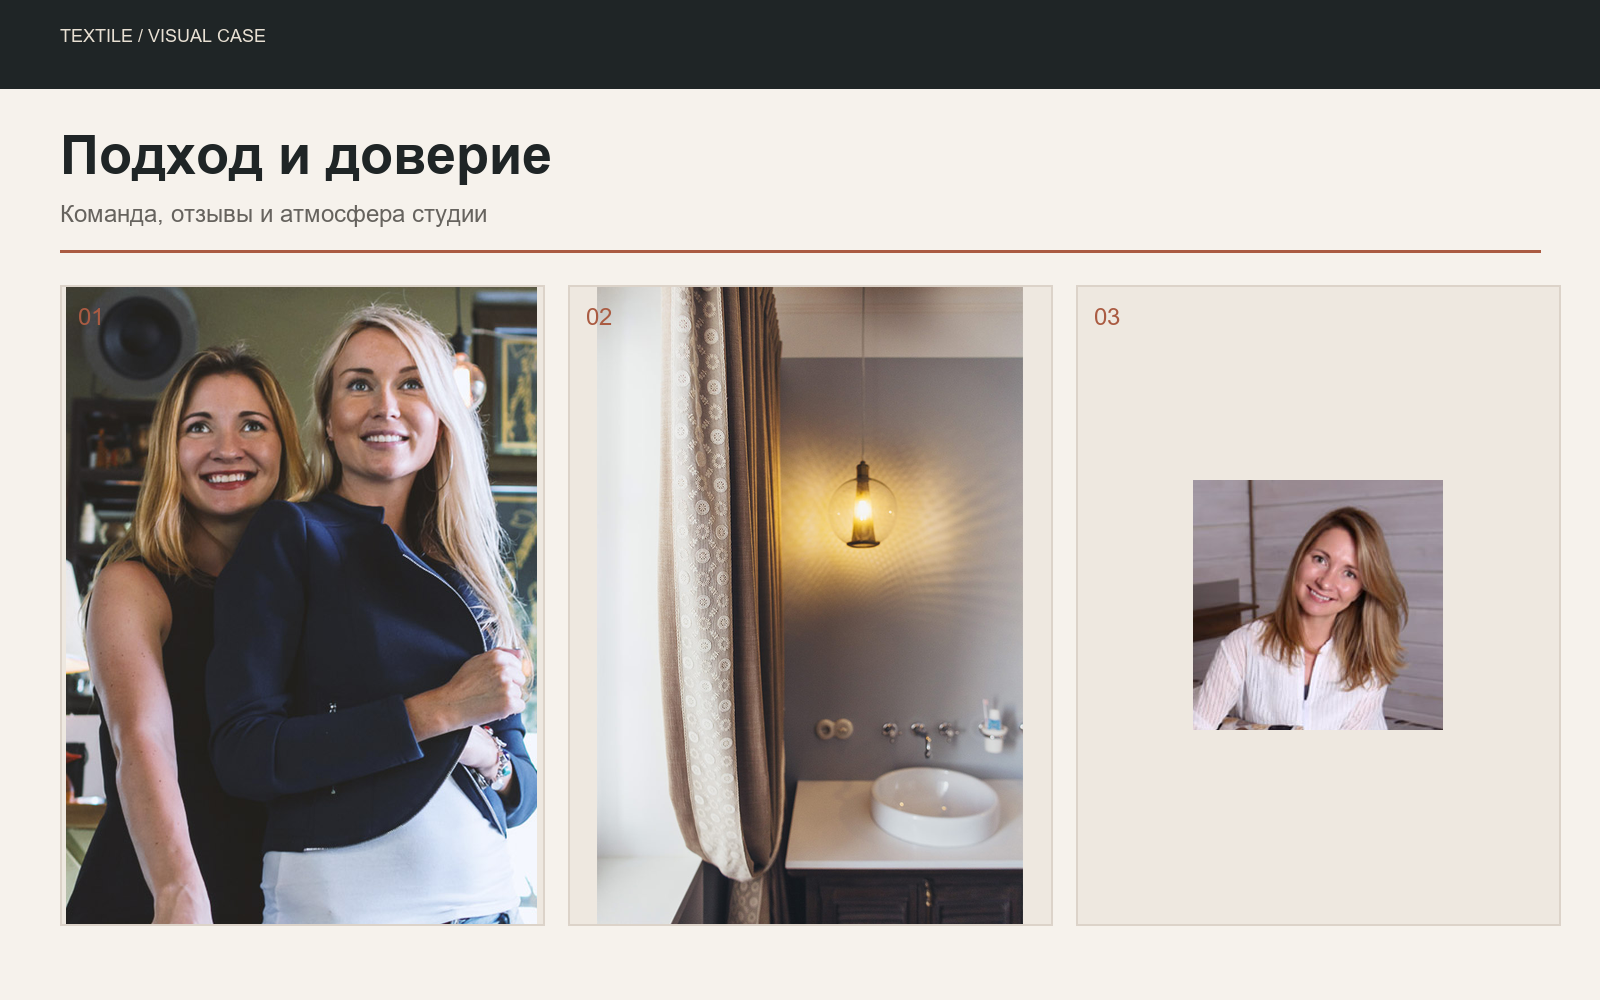 TEXTILE / VISUAL CASE
Подход и доверие
Команда, отзывы и атмосфера студии
01
02
03